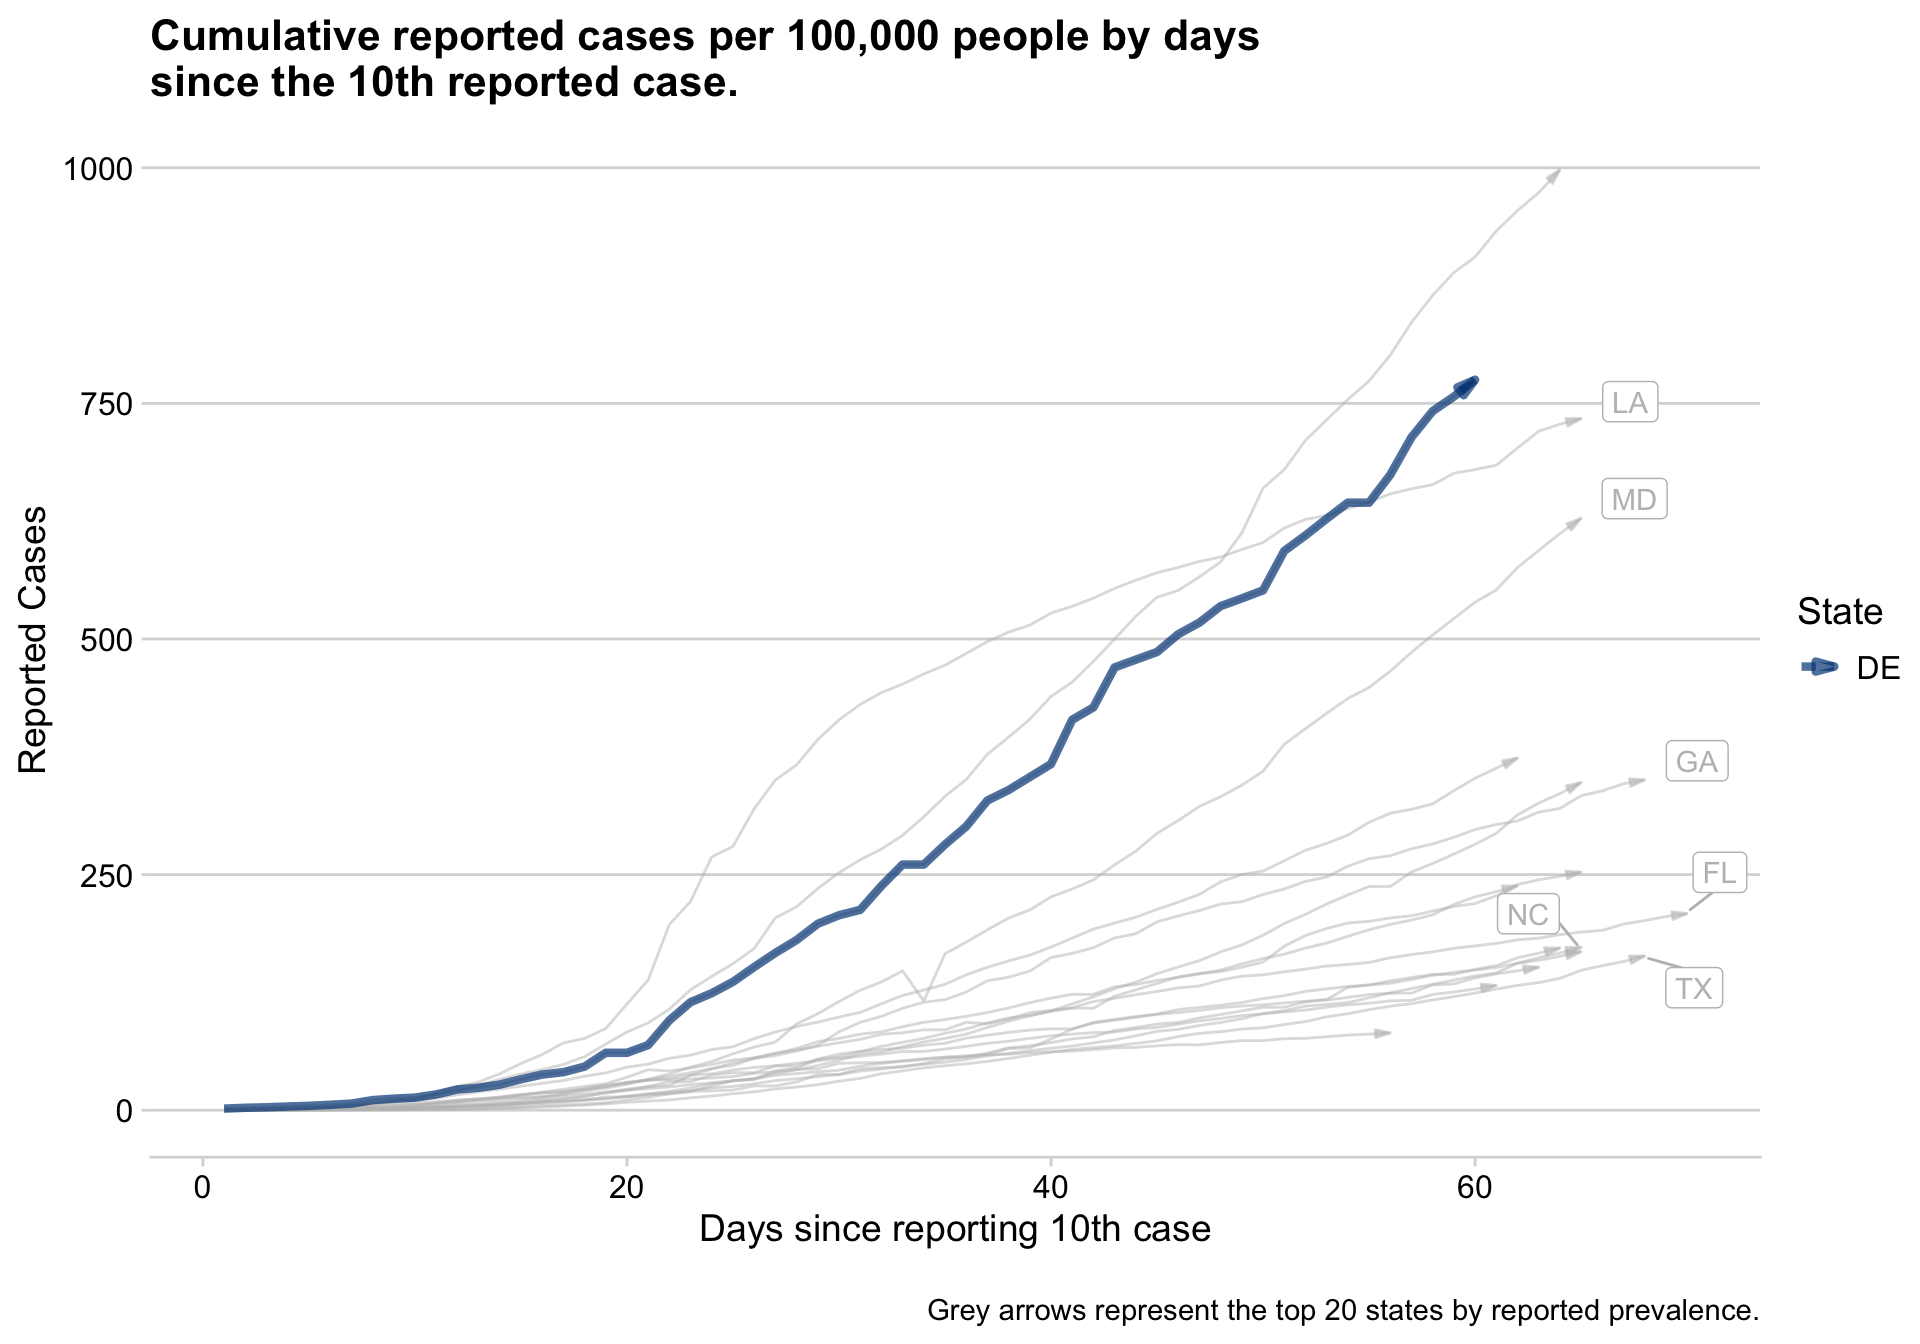 Cumulative reported cases per 100,000 people by days
since the 10th reported case.
1000
750
500
250
0
Reported Cases
LA
MD
GA
FL
NC
TX
State
DE
0
20
40
60
Days since reporting 10th case
Grey arrows represent the top 20 states by reported prevalence.